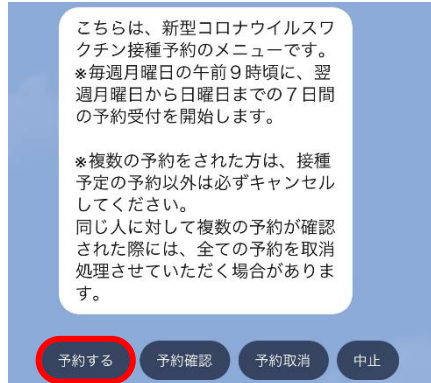 こちらは、新型コロナウイルスワ
クチン接種予約のメニューです。
※毎週月曜日の午前9時頃に、翌
週月曜日から日曜日までの7日間
の予約受付を開始します。
※複数の予約をされた方は、接種
予定の予約以外は必ずキャンセル
してください。
同じ人に対して複数の予約が確認
された際には、全ての予約を取消
処理させていただく場合がありま
す。
予約する 予約確認 予約取消 中止